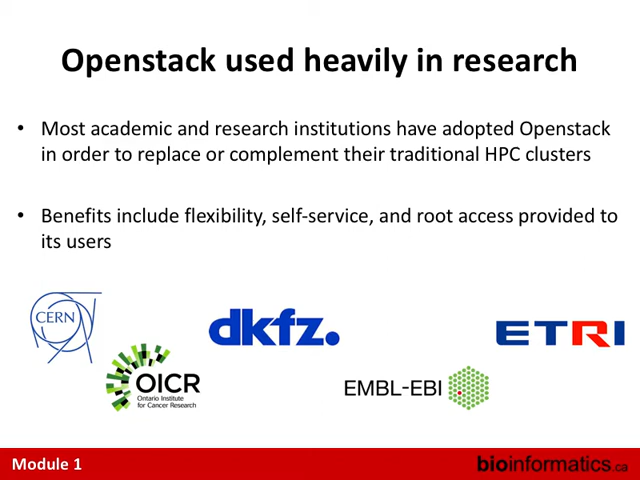 Openstack used heavily in research
• Most academic and research institutions have adopted Openstack
in order to replace or complement their traditional HPC clusters
• Benefits include flexibility, self-service, and root access provided to
its users
CERN
dkfz.
ETRI
OICR
Ontario Institute
for Cancer Research
EMBL-EBI
Module 1
bioinformatics.ca